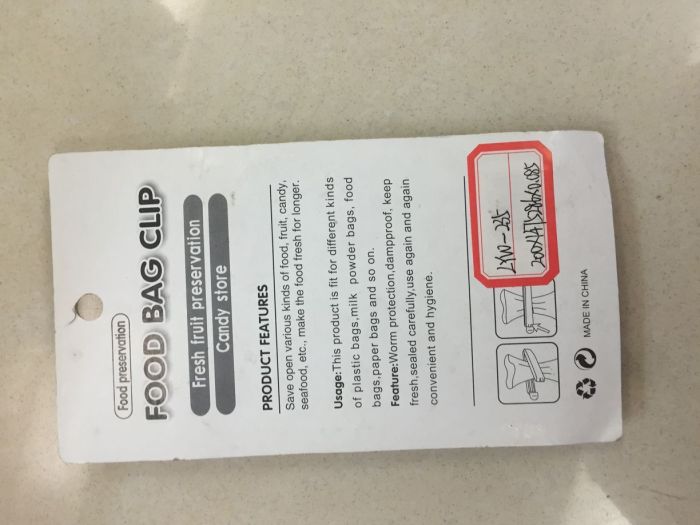 Food preservation
FOOD BAG CLIP
Fresh fruit preservation
Candy store
PRODUCT FEATURES
Save open various kinds of food, fruit, candy,
seafood, etc., make the food fresh for longer.
Usage:This product is fit for different kinds
of plastic bags,milk powder bags, food
bags,paper bags and so on.
Feature:Worm protection,dampproof, keep
fresh,sealed carefully,use again and again
convenient and hygiene.
LYW-235
MADE IN CHINA